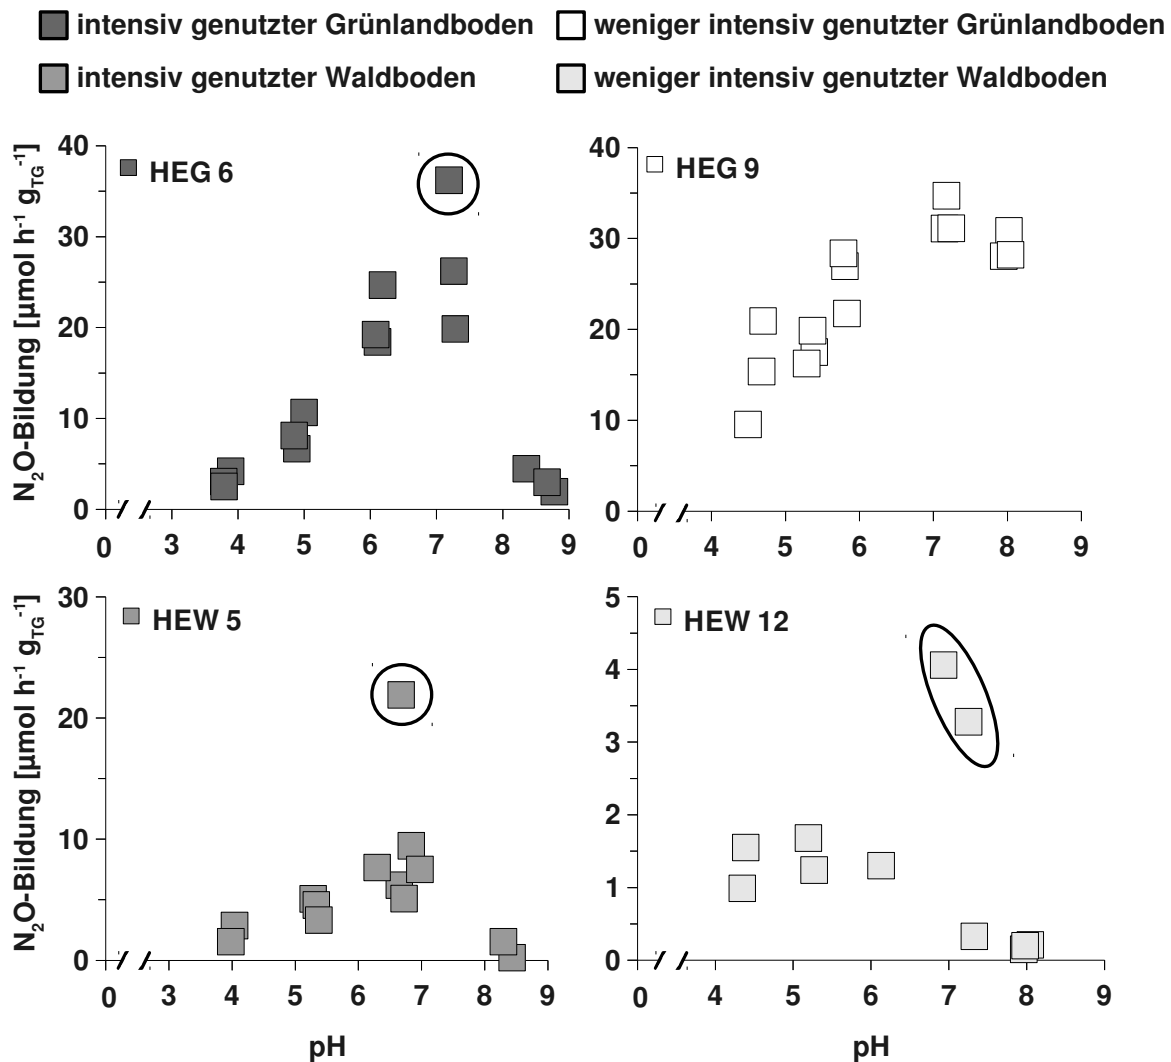 intensiv genutzter Grünlandboden weniger intensiv genutzter Grünlandboden
intensiv genutzter Waldboden weniger intensiv genutzter Waldboden
N2O-Bildung [µmol h-1 gTG-1]
40
30
20
10
0
HEG 6
0 3 4 5 6 7 8 9
40
30
20
10
0
HEG 9
0 4 5 6 7 8 9
N2O-Bildung [µmol h-1 gTG-1]
30
20
10
0
HEW 5
0 3 4 5 6 7 8 9
pH
5
4
3
2
1
0
HEW 12
0 4 5 6 7 8 9
pH